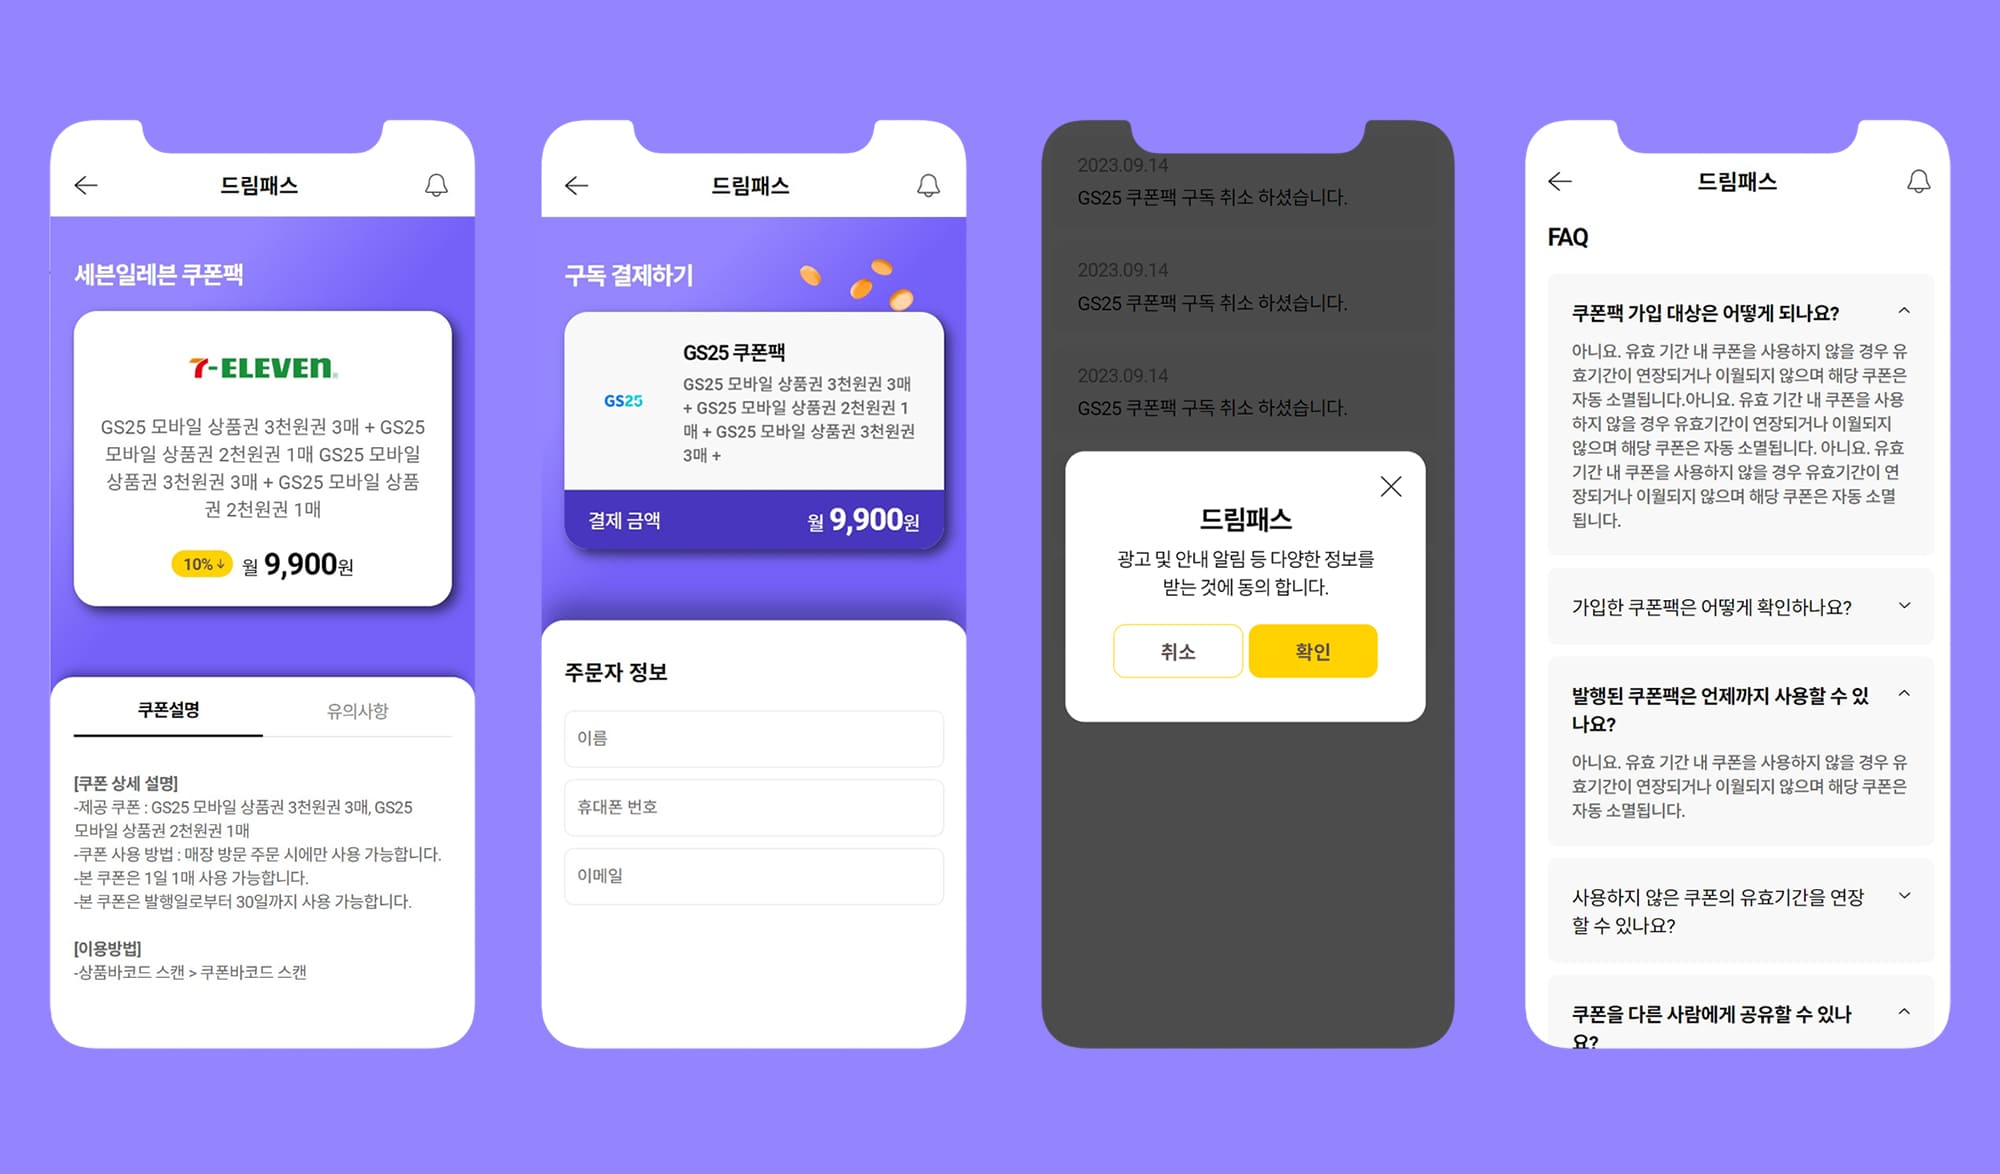 드림패스
세븐일레븐 쿠폰팩
7-ELEVEN
GS25 모바일 상품권 3천원권 3매 + GS25
모바일 상품권 2천원권 1매 GS25 모바일
상품권 3천원권 3매 + GS25 모바일 상품
권 2천원권 1매
10%↓ 월 9,900원
쿠폰설명 유의사항
[쿠폰 상세 설명]
-제공 쿠폰 : GS25 모바일 상품권 3천원권 3매, GS25
모바일 상품권 2천원권 1매
-쿠폰 사용 방법 : 매장 방문 주문 시에만 사용 가능합니다.
-본 쿠폰은 1일 1매 사용 가능합니다.
-본 쿠폰은 발행일로부터 30일까지 사용 가능합니다.
[이용방법]
-상품바코드 스캔 > 쿠폰바코드 스캔
드림패스
구독 결제하기
GS25
GS25 쿠폰팩
GS25 모바일 상품권 3천원권 3매
+ GS25 모바일 상품권 2천원권 1
매 + GS25 모바일 상품권 3천원권
3매 +
결제 금액 월 9,900원
주문자 정보
이름
휴대폰 번호
이메일
2023.09.14
GS25 쿠폰팩 구독 취소 하셨습니다.
2023.09.14
GS25 쿠폰팩 구독 취소 하셨습니다.
2023.09.14
GS25 쿠폰팩 구독 취소 하셨습니다.
드림패스
광고 및 안내 알림 등 다양한 정보를
받는 것에 동의 합니다.
취소 확인
드림패스
FAQ
쿠폰팩 가입 대상은 어떻게 되나요?
아니요. 유효 기간 내 쿠폰을 사용하지 않을 경우 유
효기간이 연장되거나 이월되지 않으며 해당 쿠폰은
자동 소멸됩니다.아니요. 유효 기간 내 쿠폰을 사용
하지 않을 경우 유효기간이 연장되거나 이월되지
않으며 해당 쿠폰은 자동 소멸됩니다. 아니요. 유효
기간 내 쿠폰을 사용하지 않을 경우 유효기간이 연
장되거나 이월되지 않으며 해당 쿠폰은 자동 소멸
됩니다.
가입한 쿠폰팩은 어떻게 확인하나요?
발행된 쿠폰팩은 언제까지 사용할 수 있
나요?
아니요. 유효 기간 내 쿠폰을 사용하지 않을 경우 유
효기간이 연장되거나 이월되지 않으며 해당 쿠폰은
자동 소멸됩니다.
사용하지 않은 쿠폰의 유효기간을 연장
할 수 있나요?
쿠폰을 다른 사람에게 공유할 수 있나
요?